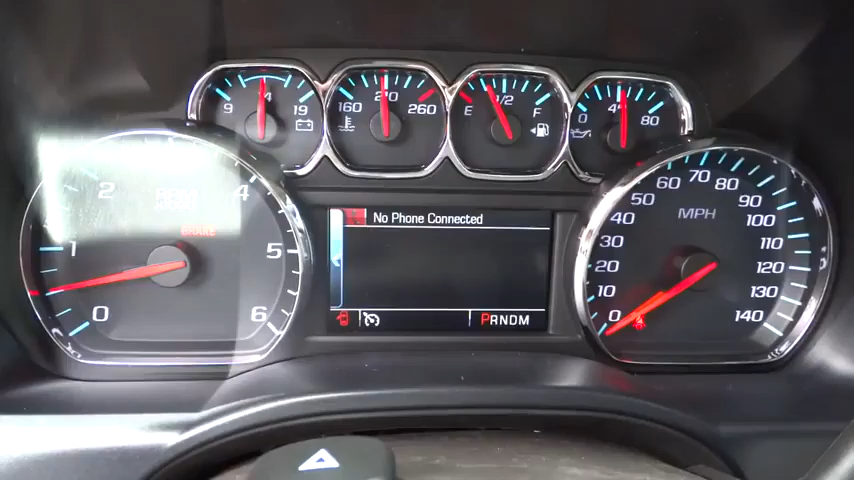 14
9 19
210
160 260
1/2
E F
40
0 80
2 4
RPM
x1000
BRAKE
1 5
0 6
No Phone Connected
PRNDM
60 70 80
50 90
40 MPH 100
30 110
20 120
10 130
0 140